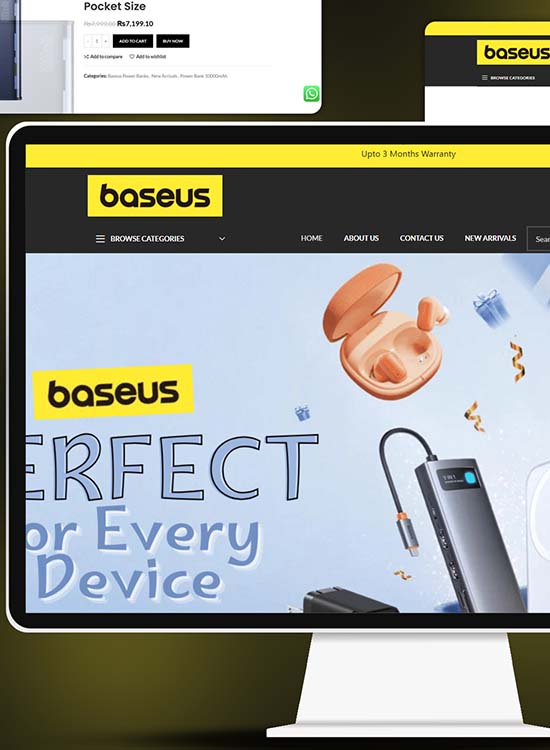 Pocket Size
₨7,999.00 ₨7,199.10
- 1 +
ADD TO CART
BUY NOW
Add to compare
Add to wishlist
Categories: Baseus Power Banks, New Arrivals, Power Bank 10000mAh
baseus
BROWSE CATEGORIES
Upto 3 Months Warranty
baseus
BROWSE CATEGORIES
HOME
ABOUT US
CONTACT US
NEW ARRIVALS
Sear
baseus
ERFECT
or Every
Device